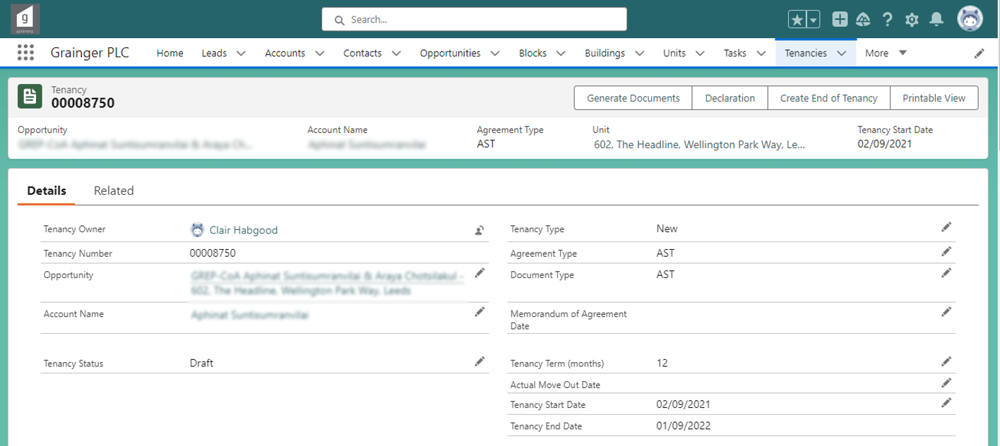 g
Search...
Grainger PLC Home Leads Accounts Contacts Opportunities Blocks Buildings Units Tasks Tenancies More
Tenancy
00008750
Generate Documents Declaration Create End of Tenancy Printable View
Opportunity Account Name Agreement Type Unit Tenancy Start Date
AST 602, The Headline, Wellington Park Way, Le... 02/09/2021
Details Related
Tenancy Owner Clair Habgood Tenancy Type New
Tenancy Number 00008750 Agreement Type AST
Opportunity Document Type AST
Account Name Memorandum of Agreement
Date
Tenancy Status Draft Tenancy Term (months) 12
Actual Move Out Date
Tenancy Start Date 02/09/2021
Tenancy End Date 01/09/2022